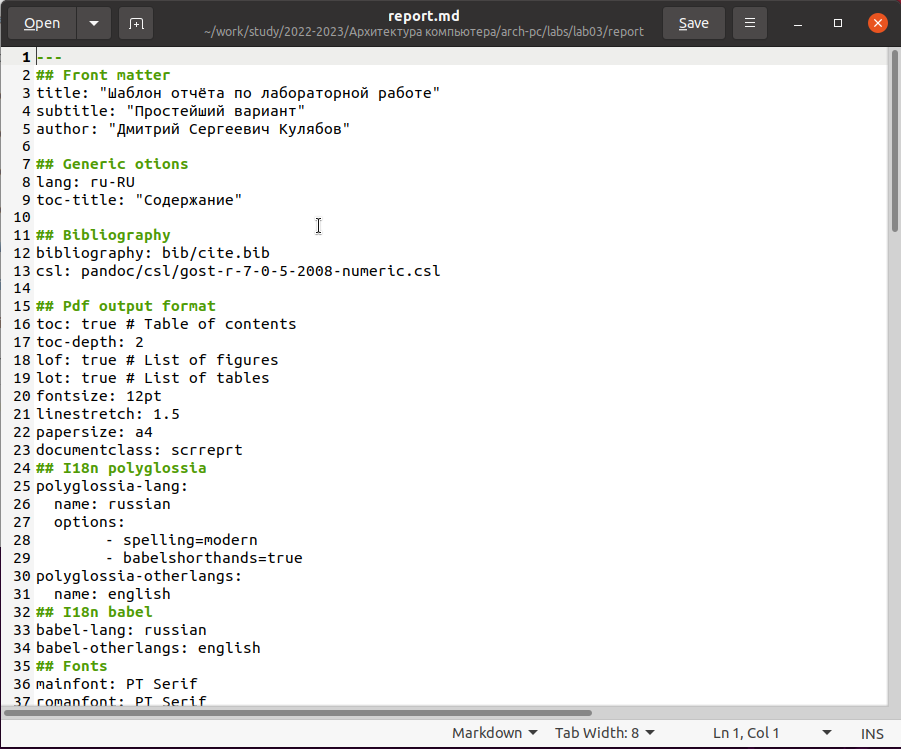 Open
report.md
~/work/study/2022-2023/Архитектура компьютера/arch-pc/labs/lab03/report
Save
1 ---
2 ## Front matter
3 title: "Шаблон отчёта по лабораторной работе"
4 subtitle: "Простейший вариант"
5 author: "Дмитрий Сергеевич Кулябов"
6
7 ## Generic otions
8 lang: ru-RU
9 toc-title: "Содержание"
10
11 ## Bibliography
12 bibliography: bib/cite.bib
13 csl: pandoc/csl/gost-r-7-0-5-2008-numeric.csl
14
15 ## Pdf output format
16 toc: true # Table of contents
17 toc-depth: 2
18 lof: true # List of figures
19 lot: true # List of tables
20 fontsize: 12pt
21 linestretch: 1.5
22 papersize: a4
23 documentclass: scrreprt
24 ## I18n polyglossia
25 polyglossia-lang:
26   name: russian
27   options:
28         - spelling=modern
29         - babelshorthands=true
30 polyglossia-otherlangs:
31   name: english
32 ## I18n babel
33 babel-lang: russian
34 babel-otherlangs: english
35 ## Fonts
36 mainfont: PT Serif
37 romanfont: PT Serif
Markdown Tab Width: 8 Ln 1, Col 1 INS